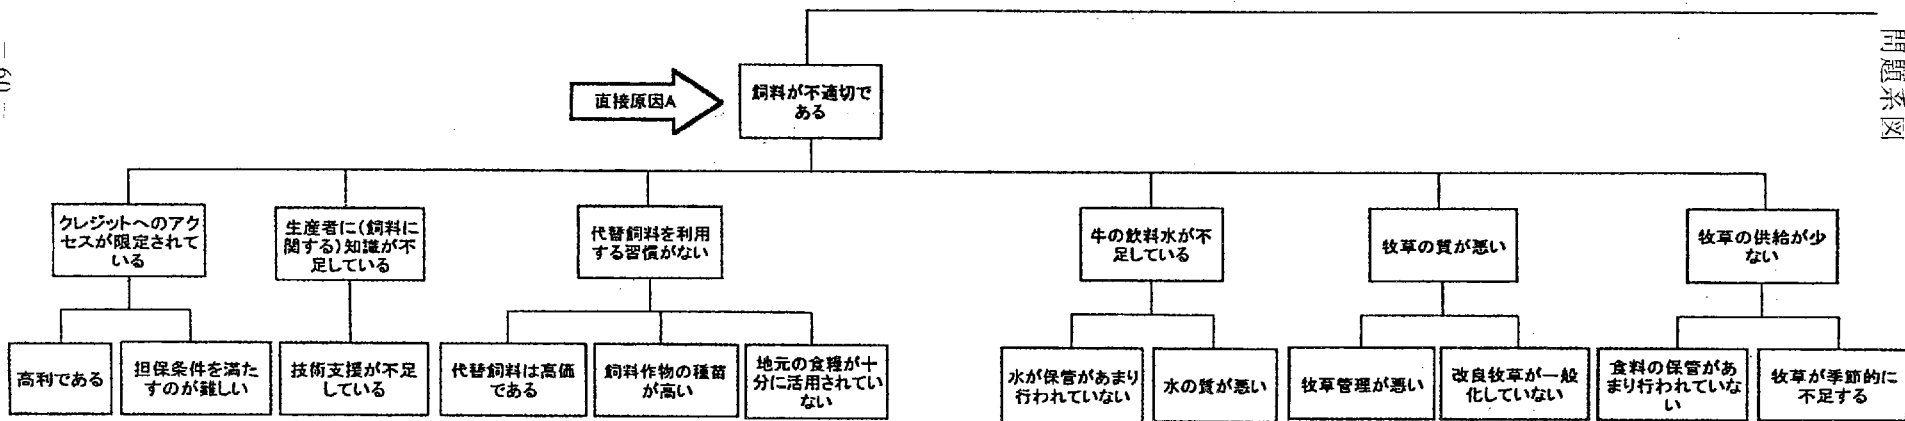 問題系図
直接原因A
飼料が不適切で
ある
クレジットへのアク
セスが限定されて
いる
生産者に(飼料に
関する)知識が不
足している
代替飼料を利用
する習慣がない
牛の飲料水が不
足している
牧草の質が悪い
牧草の供給が少
ない
高利である
担保条件を満た
すのが難しい
技術支援が不足
している
代替飼料は高価
である
飼料作物の種苗
が高い
地元の食糧が十
分に活用されてい
ない
水が保管があまり
行われていない
水の質が悪い
牧草管理が悪い
改良牧草が一般
化していない
食料の保管があ
まり行われていな
い
牧草が季節的に
不足する